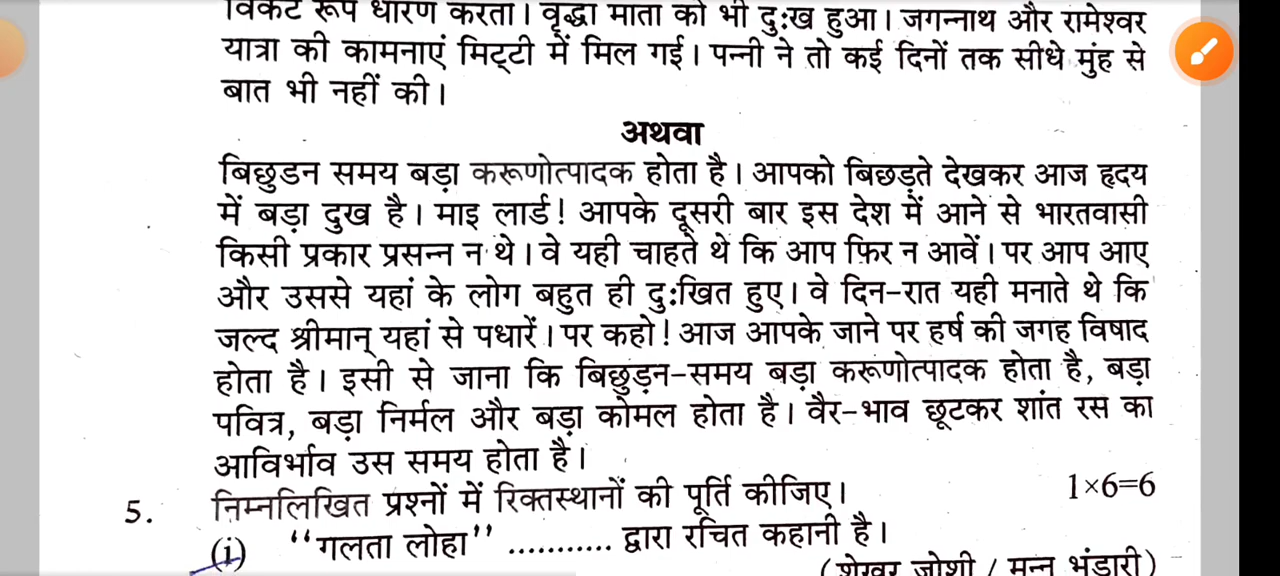 विकट रूप धारण करता। वृद्धा माता को भी दुःख हुआ। जगन्नाथ और रामेश्वर
यात्रा की कामनाएं मिट्टी में मिल गई। पन्नी ने तो कई दिनों तक सीधे मुंह से
बात भी नहीं की।
अथवा
बिछुडन समय बड़ा करूणोत्पादक होता है। आपको बिछड़ते देखकर आज हृदय
में बड़ा दुख है। माइ लार्ड! आपके दूसरी बार इस देश में आने से भारतवासी
किसी प्रकार प्रसन्न न थे। वे यही चाहते थे कि आप फिर न आवें। पर आप आए
और उससे यहां के लोग बहुत ही दुःखित हुए। वे दिन-रात यही मनाते थे कि
जल्द श्रीमान् यहां से पधारें। पर कहो! आज आपके जाने पर हर्ष की जगह विषाद
होता है। इसी से जाना कि बिछुड़न-समय बड़ा करूणोत्पादक होता है, बड़ा
पवित्र, बड़ा निर्मल और बड़ा कोमल होता है। वैर-भाव छूटकर शांत रस का
आविर्भाव उस समय होता है।
5. निम्नलिखित प्रश्नों में रिक्तस्थानों की पूर्ति कीजिए। 1×6=6
(i) “गलता लोहा” ........... द्वारा रचित कहानी है।
(शेखर जोशी / मन्नू भंडारी)